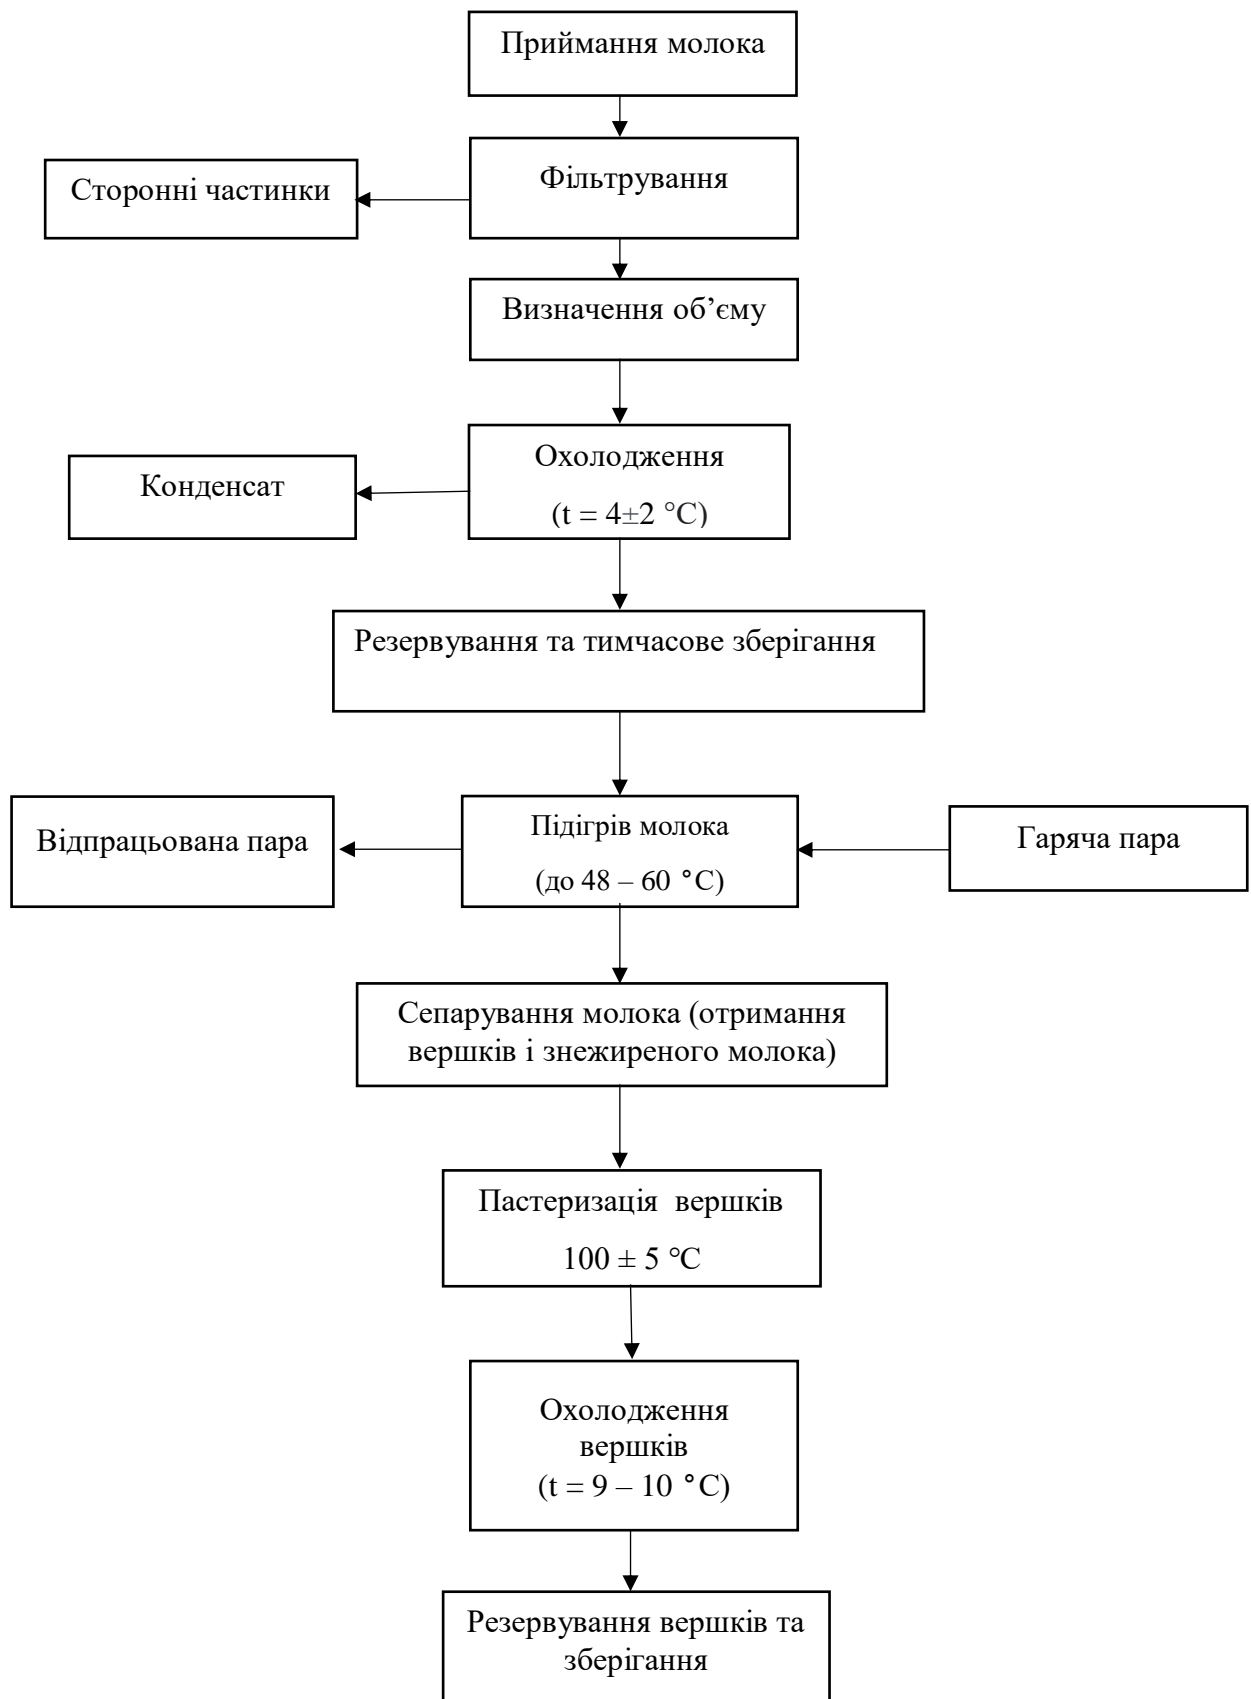 Приймання молока
Фільтрування
Сторонні частинки
Визначення об’єму
Охолодження
(t = 4±2 °С)
Конденсат
Резервування та тимчасове зберігання
Відпрацьована пара
Підігрів молока
(до 48 – 60 °С)
Гаряча пара
Сепарування молока (отримання
вершків і знежиреного молока)
Пастеризація вершків
100 ± 5 °С
Охолодження
вершків
(t = 9 – 10 °С)
Резервування вершків та
зберігання